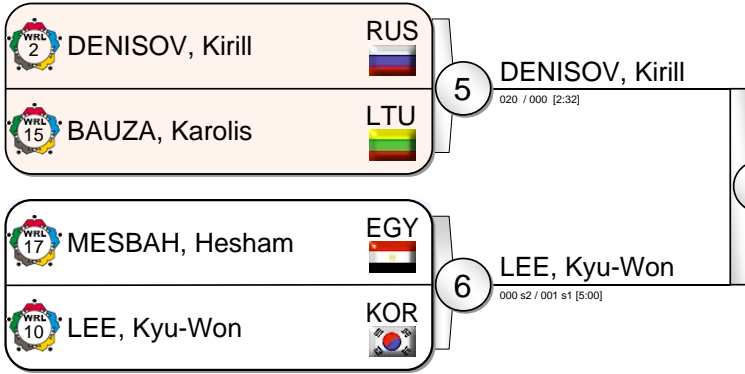 WRL 2 DENISOV, Kirill RUS
WRL 15 BAUZA, Karolis LTU
5
DENISOV, Kirill
020 / 000 [2:32]
WRL 17 MESBAH, Hesham EGY
WRL 10 LEE, Kyu-Won KOR
6
LEE, Kyu-Won
000 s2 / 001 s1 [5:00]